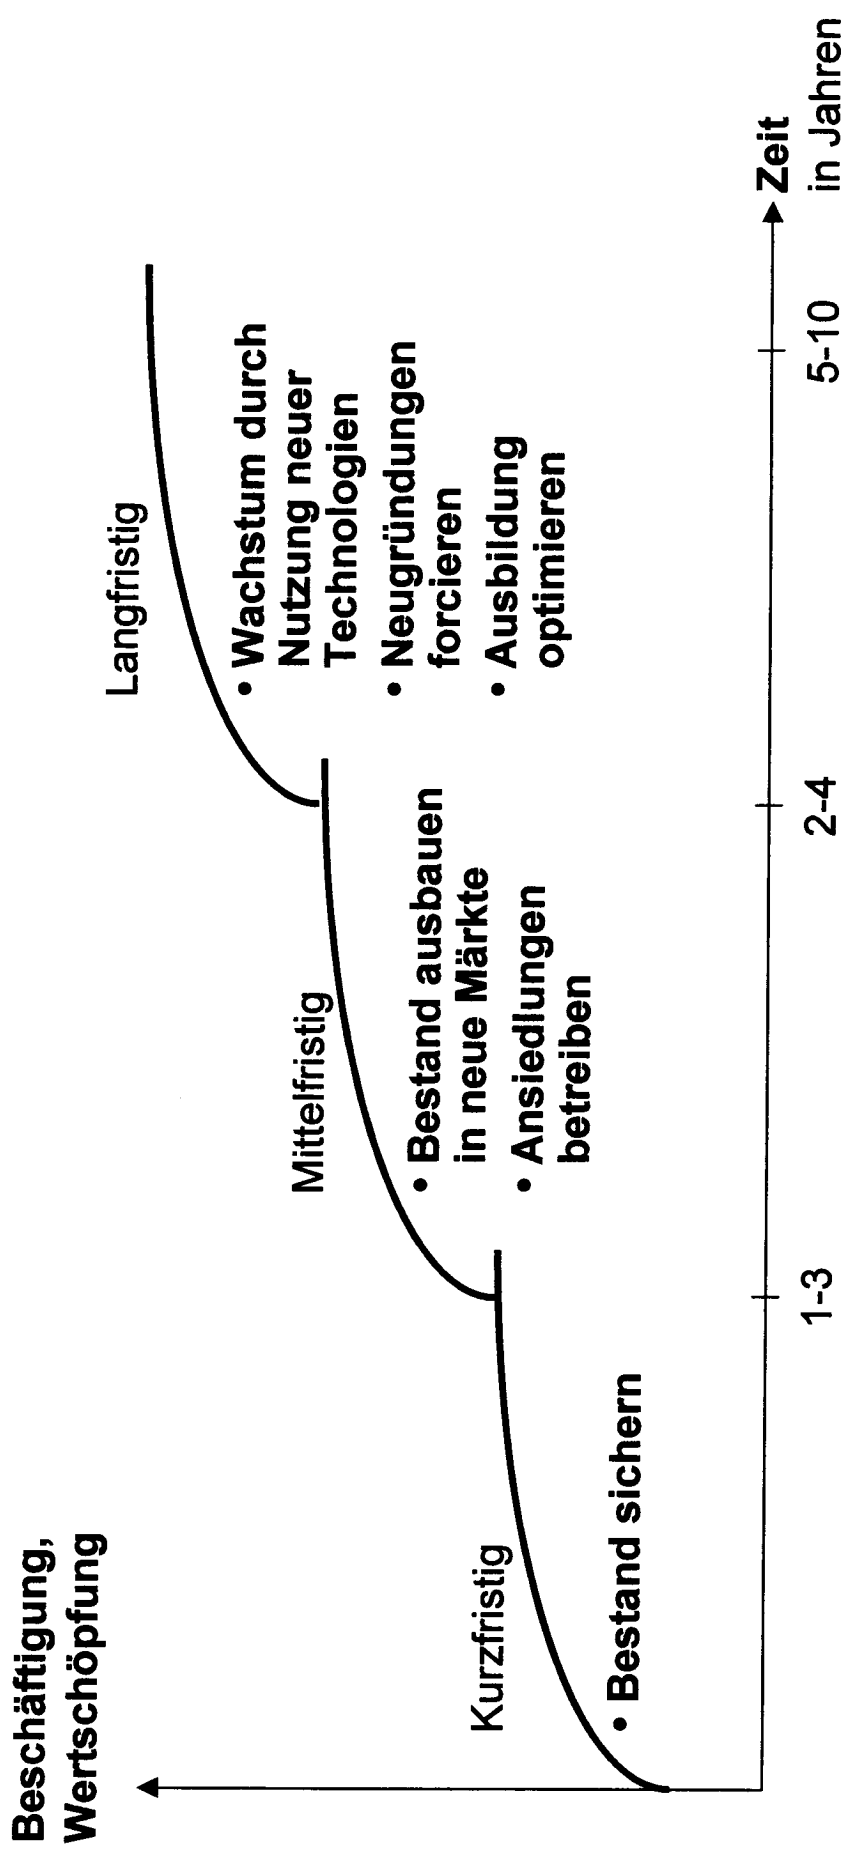 Beschäftigung,
Wertschöpfung
Langfristig
• Wachstum durch
Nutzung neuer
Technologien
• Neugründungen
forcieren
• Ausbildung
optimieren
Mittelfristig
• Bestand ausbauen
in neue Märkte
• Ansiedlungen
betreiben
Kurzfristig
• Bestand sichern
1-3
2-4
5-10
Zeit
in Jahren